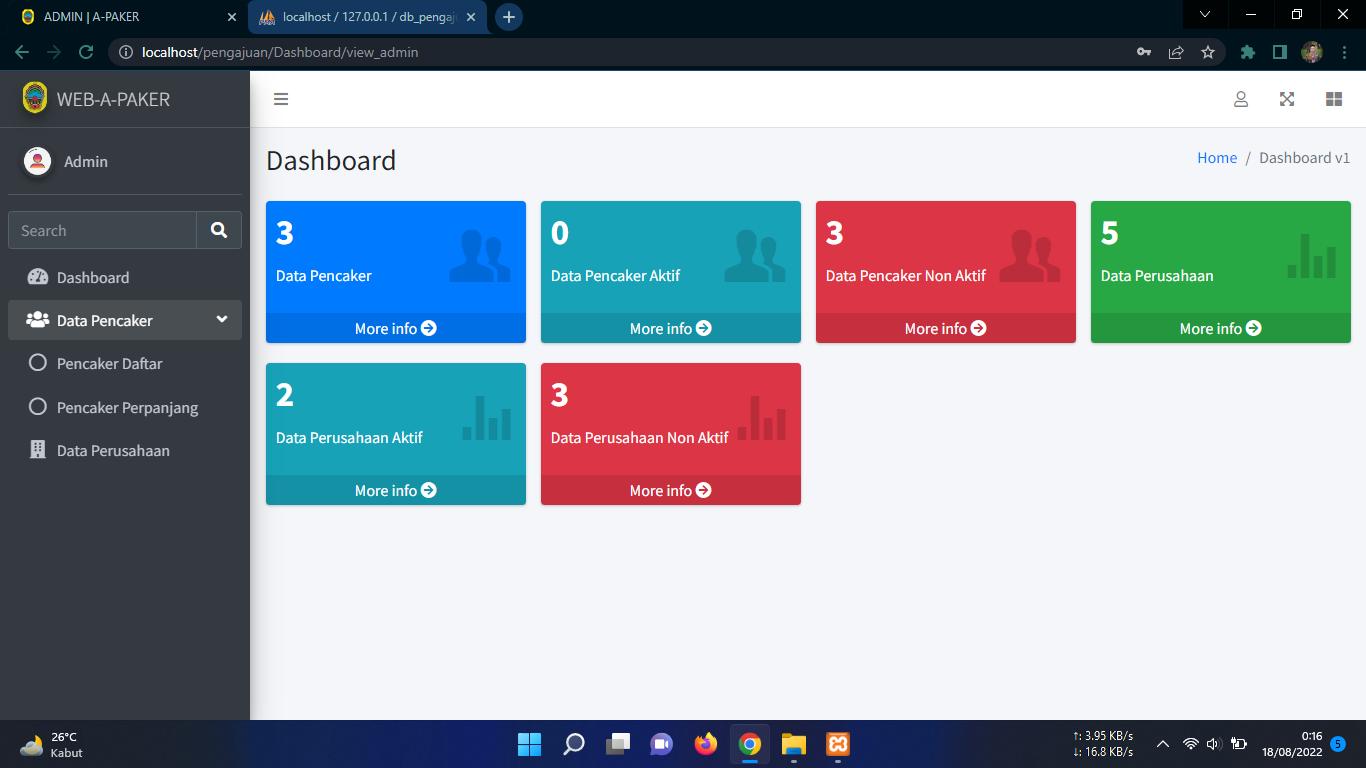 ADMIN | A-PAKER
localhost / 127.0.0.1 / db_pengaj
localhost/pengajuan/Dashboard/view_admin
WEB-A-PAKER
Admin
Search
Dashboard
Data Pencaker
Pencaker Daftar
Pencaker Perpanjang
Data Perusahaan
Dashboard
Home / Dashboard v1
3
Data Pencaker
More info
0
Data Pencaker Aktif
More info
3
Data Pencaker Non Aktif
More info
5
Data Perusahaan
More info
2
Data Perusahaan Aktif
More info
3
Data Perusahaan Non Aktif
More info
26°C
Kabut
↑: 3.95 KB/s
↓: 16.8 KB/s
0:16
18/08/2022
5